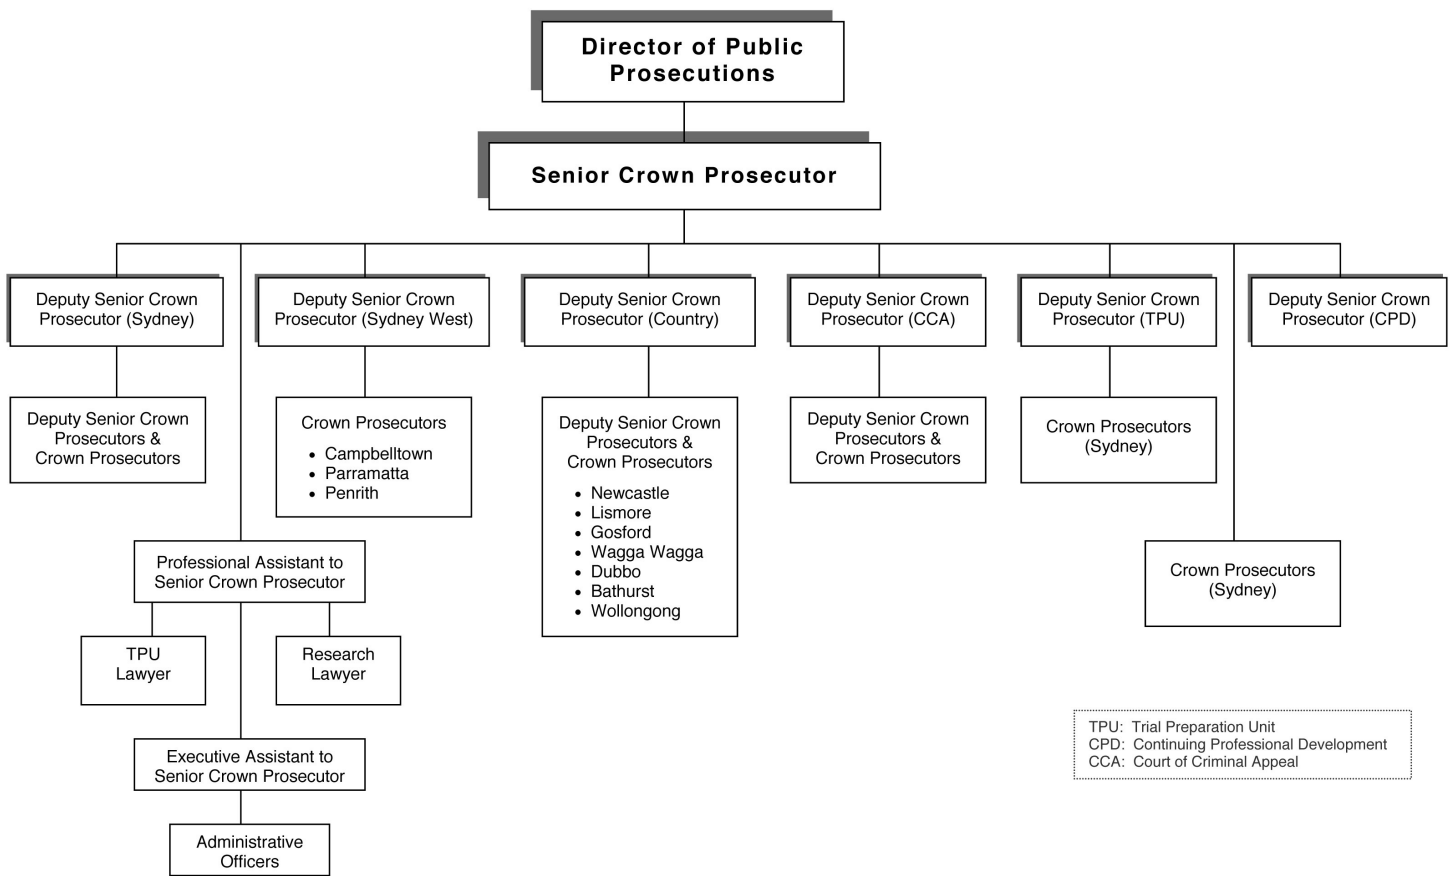 Director of Public
Prosecutions
Senior Crown Prosecutor
Deputy Senior Crown
Prosecutor (Sydney)
Deputy Senior Crown
Prosecutor (Sydney West)
Deputy Senior Crown
Prosecutor (Country)
Deputy Senior Crown
Prosecutor (CCA)
Deputy Senior Crown
Prosecutor (TPU)
Deputy Senior Crown
Prosecutor (CPD)
Deputy Senior Crown
Prosecutors &
Crown Prosecutors
Crown Prosecutors
• Campbelltown
• Parramatta
• Penrith
Deputy Senior Crown
Prosecutors &
Crown Prosecutors
• Newcastle
• Lismore
• Gosford
• Wagga Wagga
• Dubbo
• Bathurst
• Wollongong
Deputy Senior Crown
Prosecutors &
Crown Prosecutors
Crown Prosecutors
(Sydney)
Professional Assistant to
Senior Crown Prosecutor
Crown Prosecutors
(Sydney)
TPU
Lawyer
Research
Lawyer
Executive Assistant to
Senior Crown Prosecutor
Administrative
Officers
TPU: Trial Preparation Unit
CPD: Continuing Professional Development
CCA: Court of Criminal Appeal